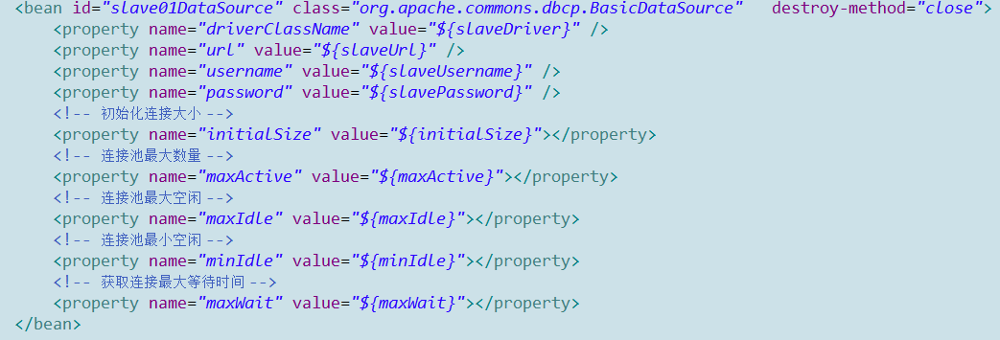 <bean id="slave01DataSource" class="org.apache.commons.dbcp.BasicDataSource"   destroy-method="close">
    <property name="driverClassName" value="${slaveDriver}" />
    <property name="url" value="${slaveUrl}" />
    <property name="username" value="${slaveUsername}" />
    <property name="password" value="${slavePassword}" />
    <!-- 初始化连接大小 -->
    <property name="initialSize" value="${initialSize}"></property>
    <!-- 连接池最大数量 -->
    <property name="maxActive" value="${maxActive}"></property>
    <!-- 连接池最大空闲 -->
    <property name="maxIdle" value="${maxIdle}"></property>
    <!-- 连接池最小空闲 -->
    <property name="minIdle" value="${minIdle}"></property>
    <!-- 获取连接最大等待时间 -->
    <property name="maxWait" value="${maxWait}"></property>
</bean>